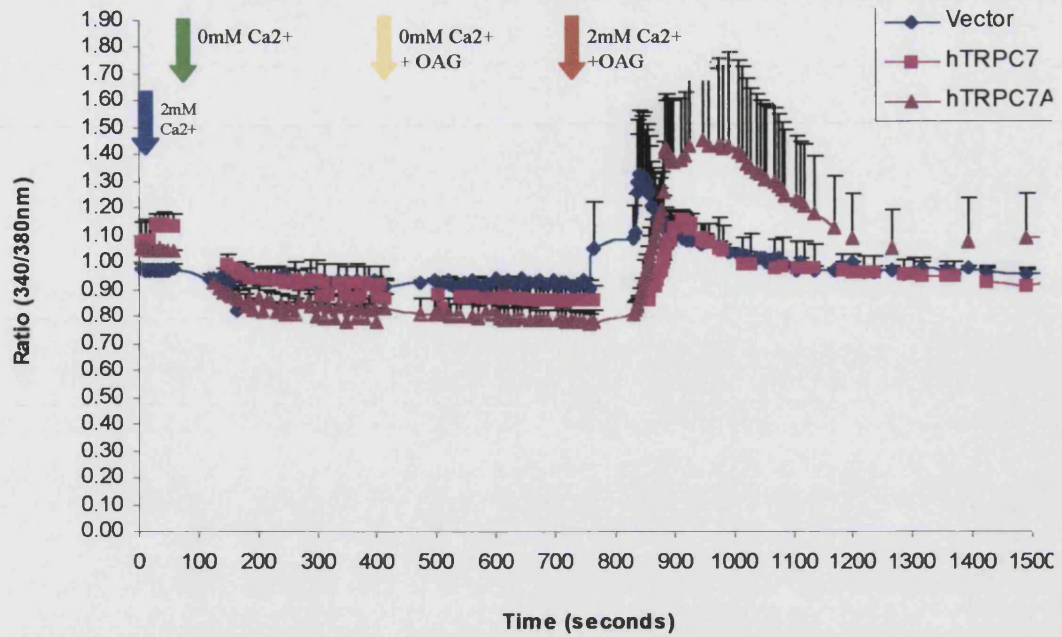 1.90
1.80
1.70
1.60
1.50
1.40
1.30
1.20
1.10
1.00
0.90
0.80
0.70
0.60
0.50
0.40
0.30
0.20
0.10
0.00
Ratio (340/380nm)
2mM
Ca2+
0mM Ca2+
0mM Ca2+
+ OAG
2mM Ca2+
+OAG
Vector
hTRPC7
hTRPC7A
0 100 200 300 400 500 600 700 800 900 1000 1100 1200 1300 1400 1500
Time (seconds)